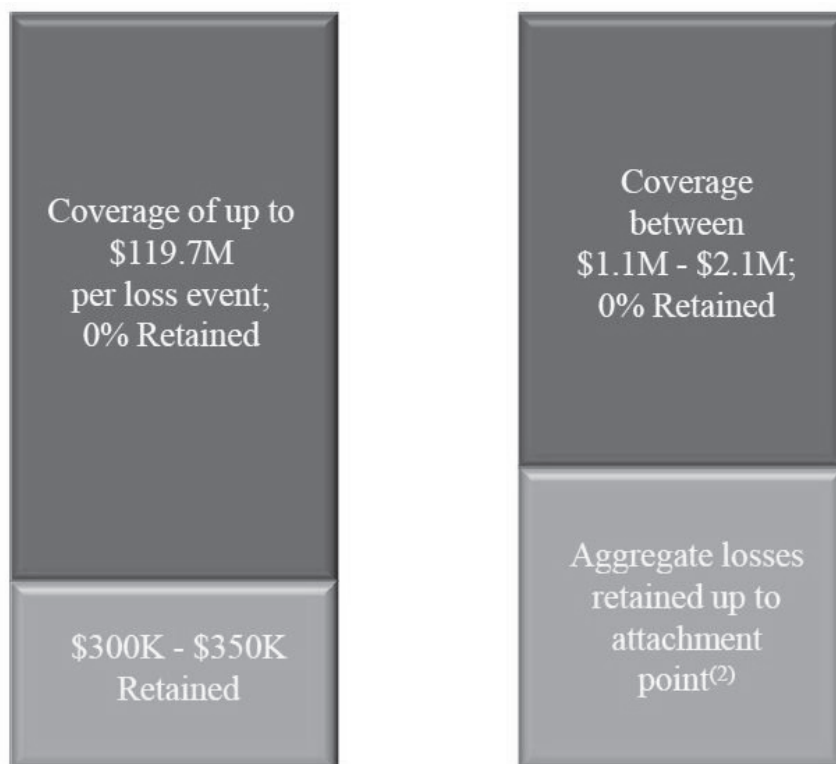 Coverage of up to
$119.7M
per loss event;
0% Retained
$300K - $350K
Retained
Coverage
between
$1.1M - $2.1M;
0% Retained
Aggregate losses
retained up to
attachment
point(2)